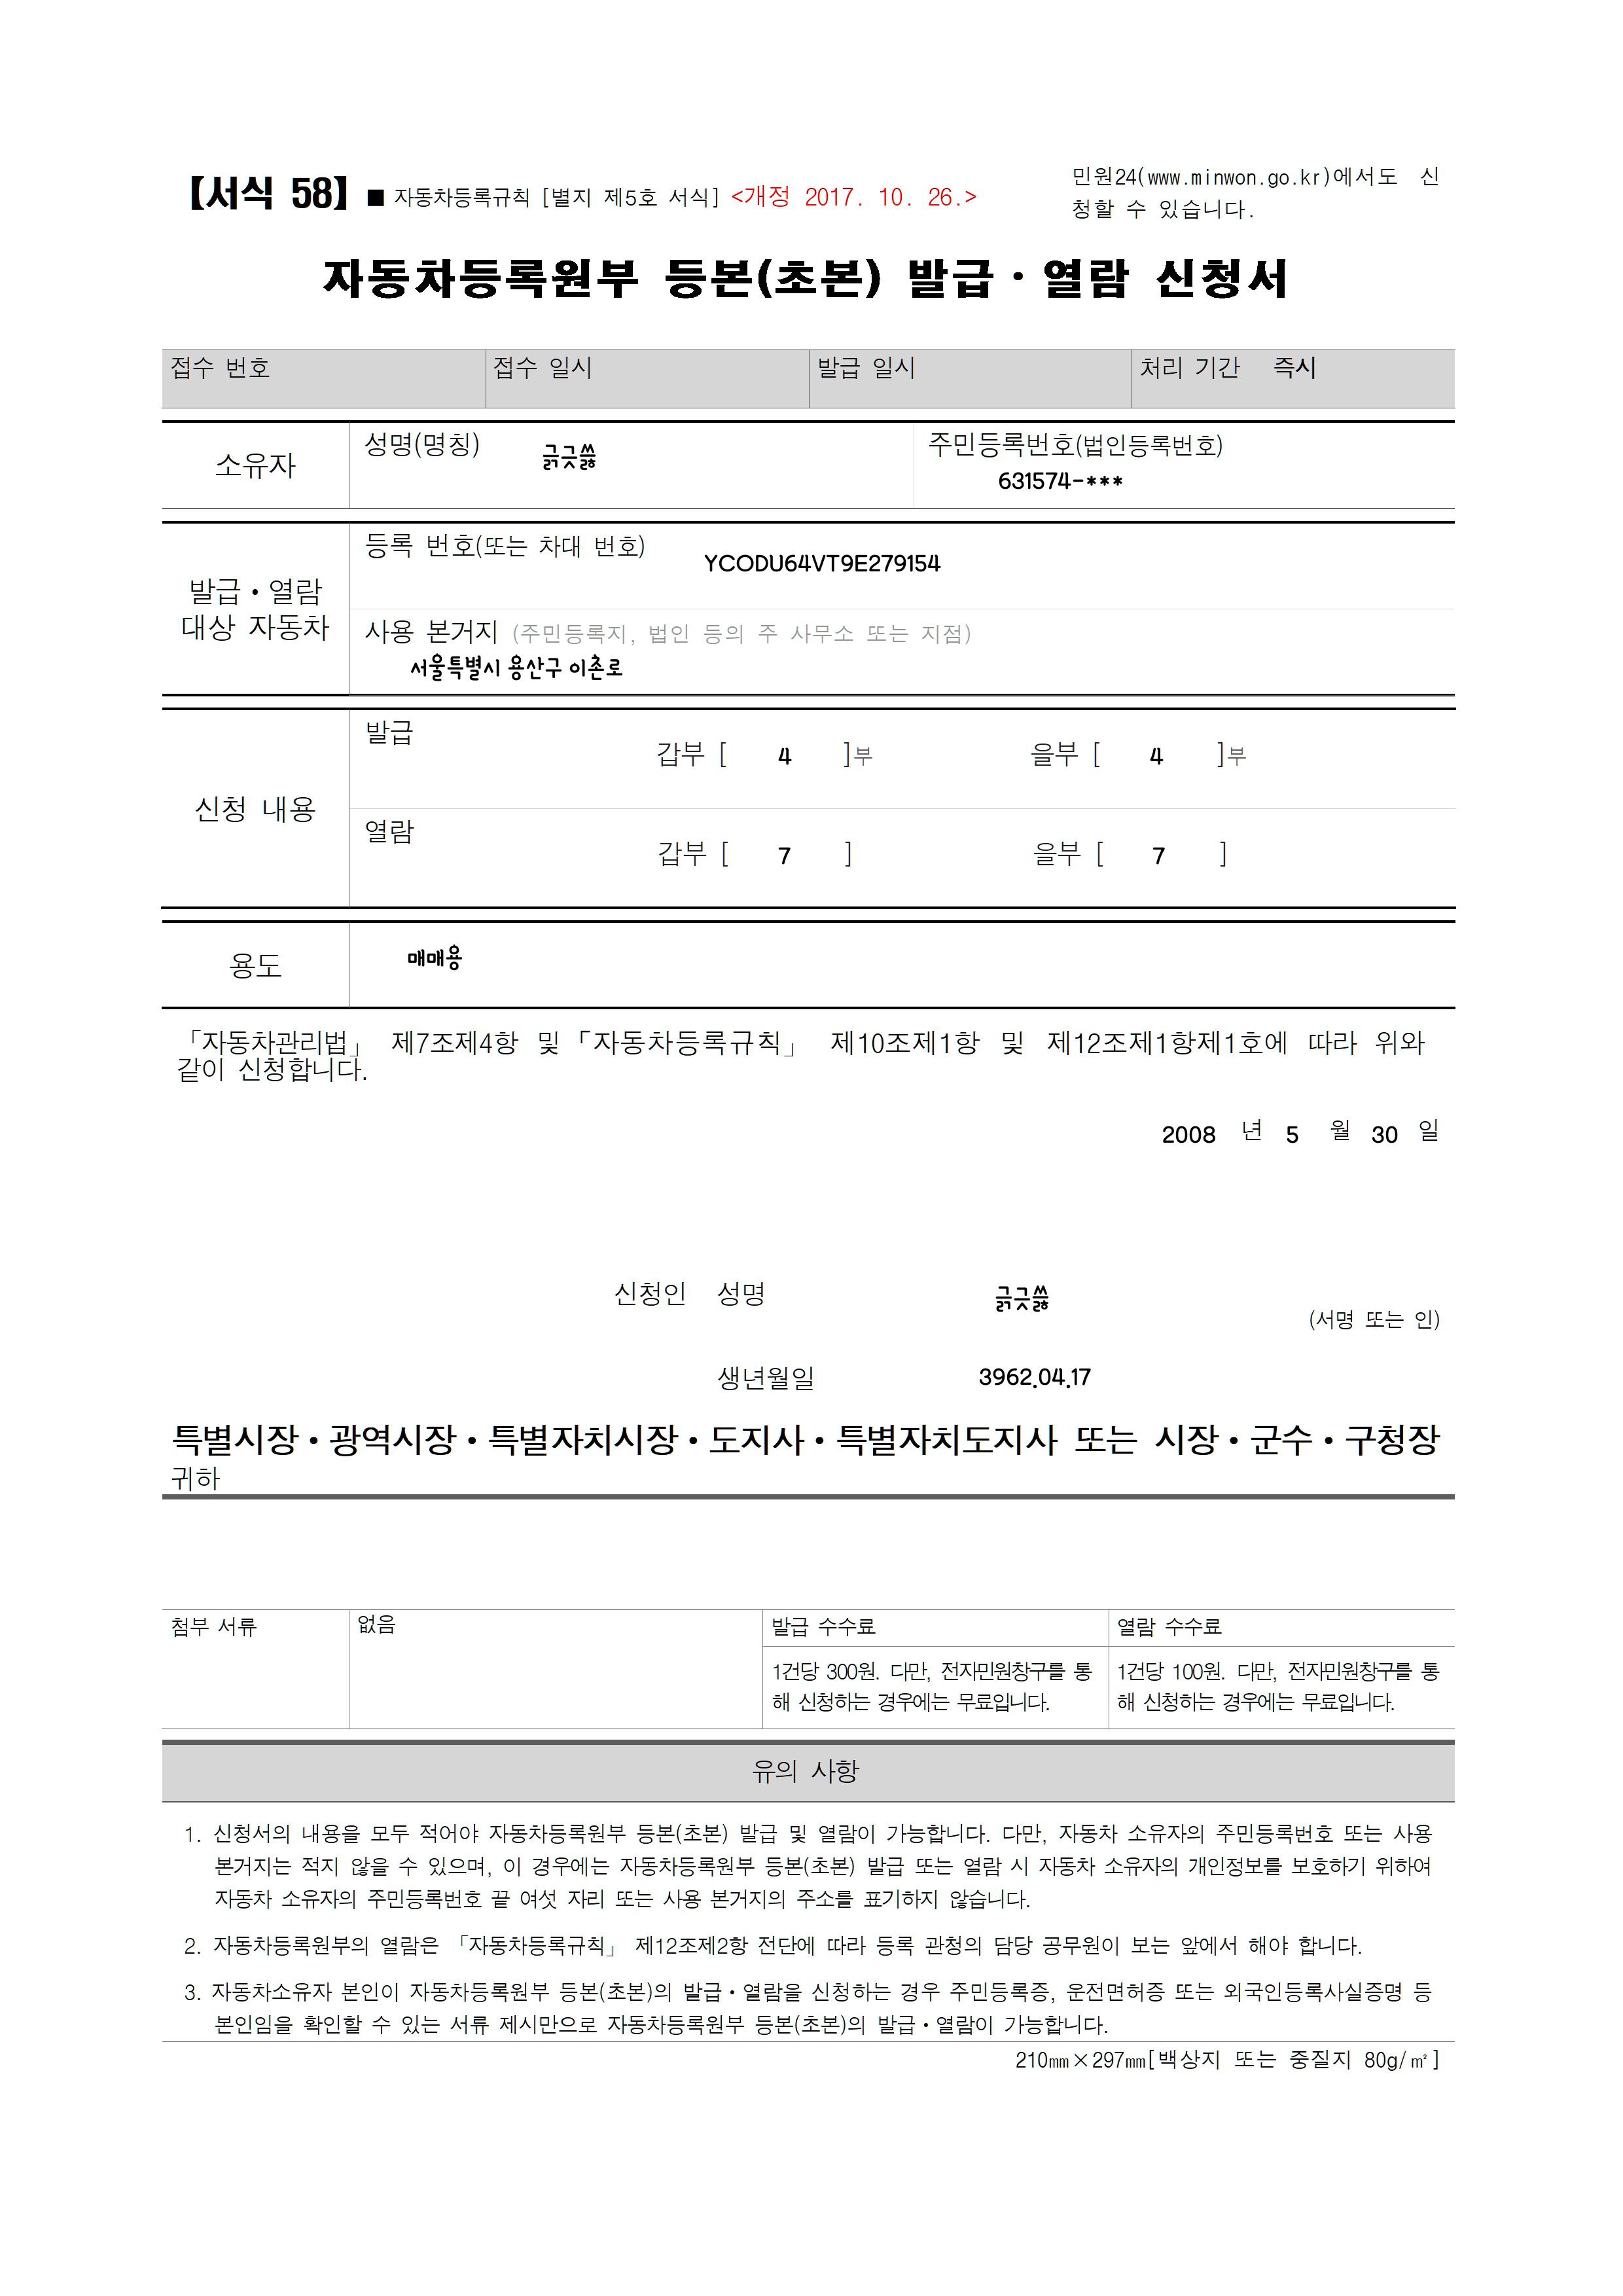 【서식 58】 ■ 자동차등록규칙 [별지 제5호 서식] <개정 2017. 10. 26.>
민원24(www.minwon.go.kr)에서도 신
청할 수 있습니다.
자동차등록원부 등본(초본) 발급·열람 신청서
접수 번호 접수 일시 발급 일시 처리 기간 즉시
소유자
성명(명칭) 긁긋쓿
주민등록번호(법인등록번호)
631574-***
발급·열람
대상 자동차
등록 번호(또는 차대 번호) YCODU64VT9E279154
사용 본거지 (주민등록지, 법인 등의 주 사무소 또는 지점)
서울특별시 용산구 이촌로
신청 내용
발급
갑부 [ 4 ]부 을부 [ 4 ]부
열람
갑부 [ 7 ] 을부 [ 7 ]
용도 매매용
「자동차관리법」 제7조제4항 및「자동차등록규칙」 제10조제1항 및 제12조제1항제1호에 따라 위와
같이 신청합니다.
2008 년 5 월 30 일
신청인 성명 긁긋쓿
(서명 또는 인)
생년월일 3962.04.17
특별시장·광역시장·특별자치시장·도지사·특별자치도지사 또는 시장·군수·구청장
귀하
첨부 서류 없음
발급 수수료 열람 수수료
1건당 300원. 다만, 전자민원창구를 통
해 신청하는 경우에는 무료입니다.
1건당 100원. 다만, 전자민원창구를 통
해 신청하는 경우에는 무료입니다.
유의 사항
1. 신청서의 내용을 모두 적어야 자동차등록원부 등본(초본) 발급 및 열람이 가능합니다. 다만, 자동차 소유자의 주민등록번호 또는 사용
본거지는 적지 않을 수 있으며, 이 경우에는 자동차등록원부 등본(초본) 발급 또는 열람 시 자동차 소유자의 개인정보를 보호하기 위하여
자동차 소유자의 주민등록번호 끝 여섯 자리 또는 사용 본거지의 주소를 표기하지 않습니다.
2. 자동차등록원부의 열람은 「자동차등록규칙」 제12조제2항 전단에 따라 등록 관청의 담당 공무원이 보는 앞에서 해야 합니다.
3. 자동차소유자 본인이 자동차등록원부 등본(초본)의 발급·열람을 신청하는 경우 주민등록증, 운전면허증 또는 외국인등록사실증명 등
본인임을 확인할 수 있는 서류 제시만으로 자동차등록원부 등본(초본)의 발급·열람이 가능합니다.
210㎜×297㎜[백상지 또는 중질지 80g/㎡]